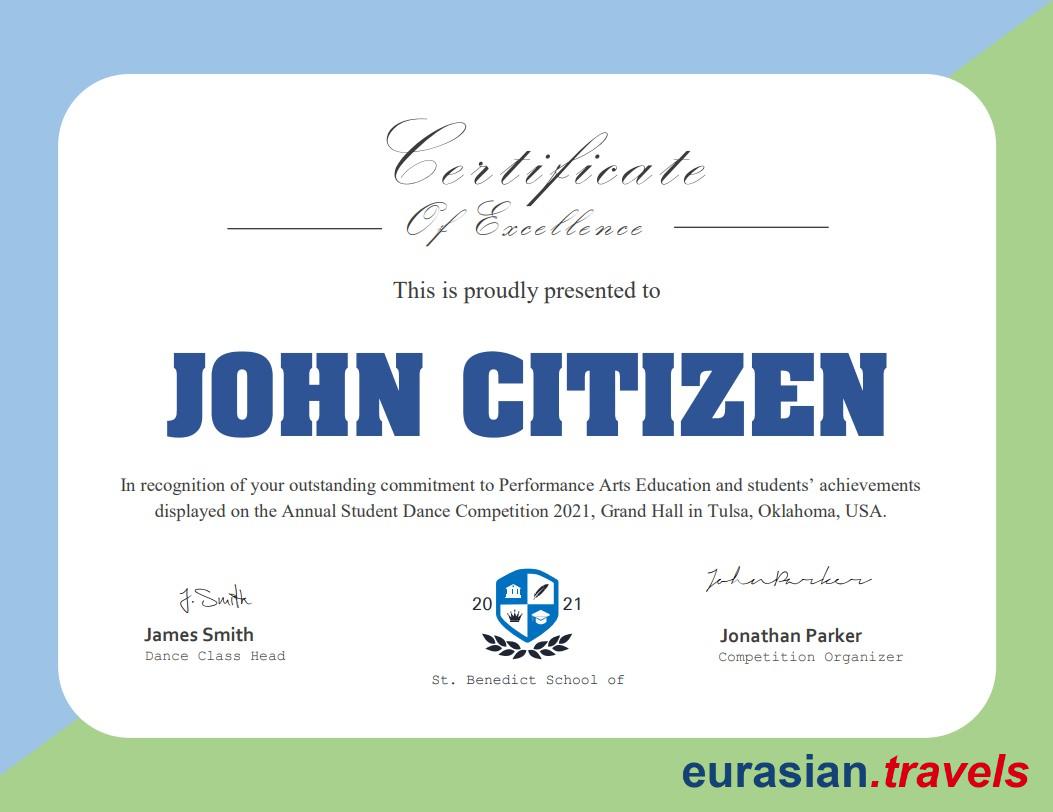 Certificate
Of Excellence
This is proudly presented to
JOHN CITIZEN
In recognition of your outstanding commitment to Performance Arts Education and students’ achievements
displayed on the Annual Student Dance Competition 2021, Grand Hall in Tulsa, Oklahoma, USA.
J. Smith
James Smith
Dance Class Head
20 21
St. Benedict School of
JohnParker
Jonathan Parker
Competition Organizer
eurasian.travels